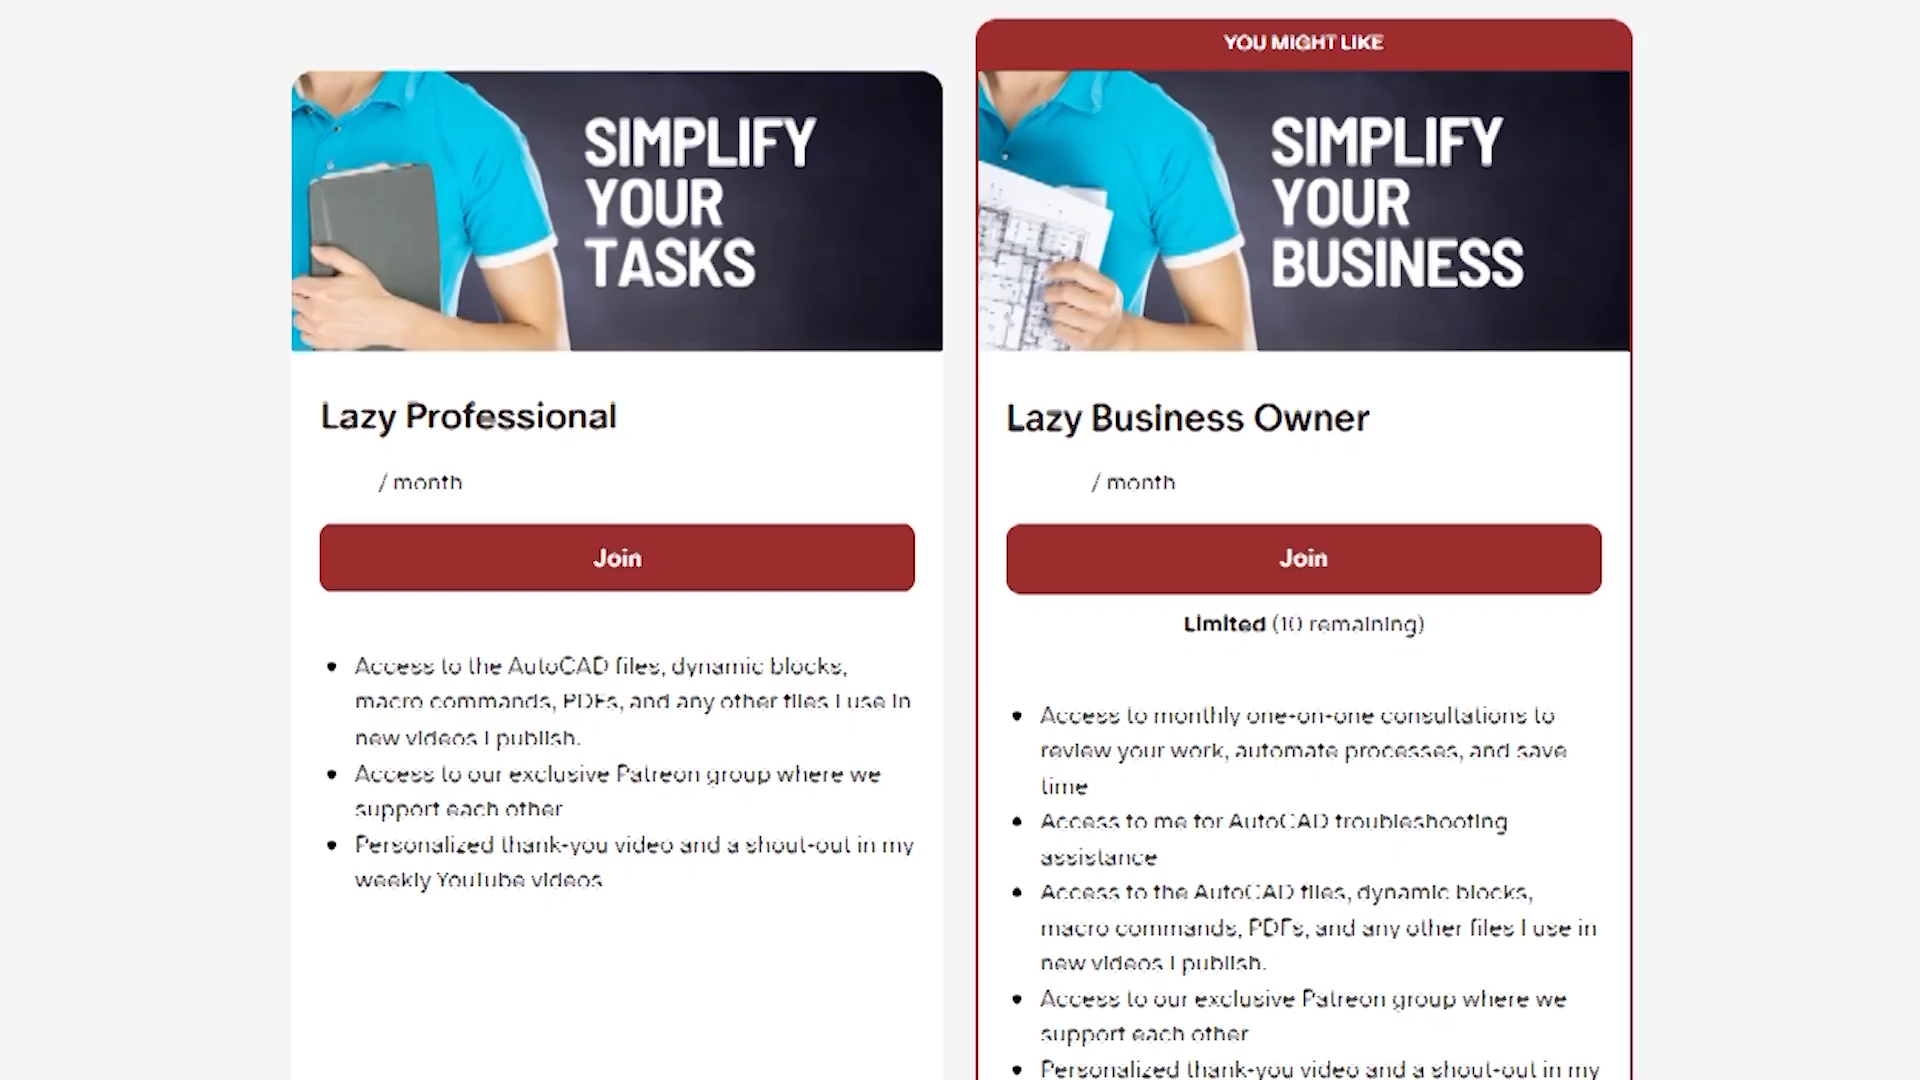 SIMPLIFY
YOUR
TASKS
Lazy Professional
/ month
Join
Access to the AutoCAD files, dynamic blocks,
macro commands, PDFs, and any other files I use in
new videos I publish.
Access to our exclusive Patreon group where we
support each other
Personalized thank-you video and a shout-out in my
weekly YouTube videos
YOU MIGHT LIKE
SIMPLIFY
YOUR
BUSINESS
Lazy Business Owner
/ month
Join
Limited (10 remaining)
Access to monthly one-on-one consultations to
review your work, automate processes, and save
time
Access to me for AutoCAD troubleshooting
assistance
Access to the AutoCAD files, dynamic blocks,
macro commands, PDFs, and any other files I use in
new videos I publish.
Access to our exclusive Patreon group where we
support each other
Personalized thank-you video and a shout-out in my